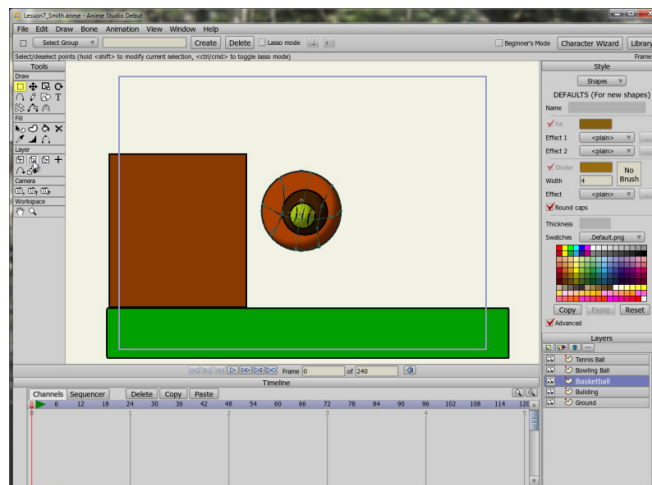 Lesson7_Smith.anme - Anime Studio Debut
File Edit Draw Bone Animation View Window Help
Select Group Create Delete Lasso mode Beginner's Mode Character Wizard Library
Select/deselect points (hold <shift> to modify current selection, <ctrl/cmd> to toggle lasso mode) Frame
Tools Style
Draw
Shapes
DEFAULTS (For new shapes)
Name
Fill
Fill
Effect 1 <plain>
Effect 2 <plain>
Layer
Stroke No Brush
Width 4
Camera
Effect <plain>
Round caps
Workspace
Thickness
Swatches Default.png
Copy Paste Reset
Advanced
Layers
Tennis Ball
Bowling Ball
Basketball
Building
Ground
Frame 0 of 240
Timeline
Channels Sequencer Delete Copy Paste
0 6 12 18 24 30 36 42 48 54 60 66 72 78 84 90 96 102 108 114 120
1 2 3 4 5